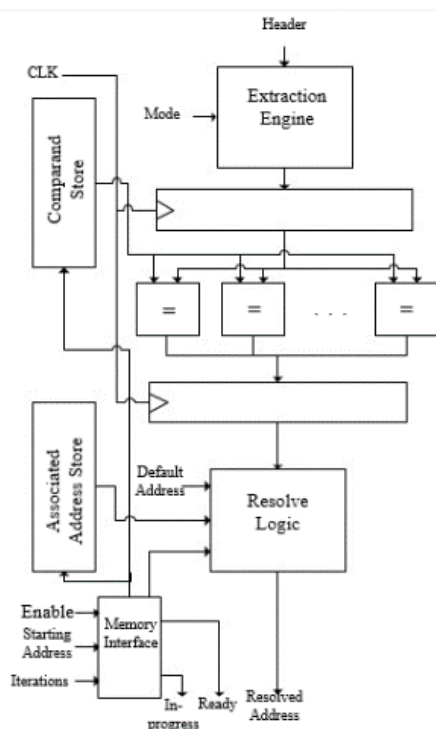 Header
CLK
Extraction
Engine
Mode
Comparand
Store
=
=
. . .
=
Associated
Address Store
Default
Address
Resolve
Logic
Enable
Starting
Address
Iterations
Memory
Interface
In-
progress
Ready
Resolved
Address